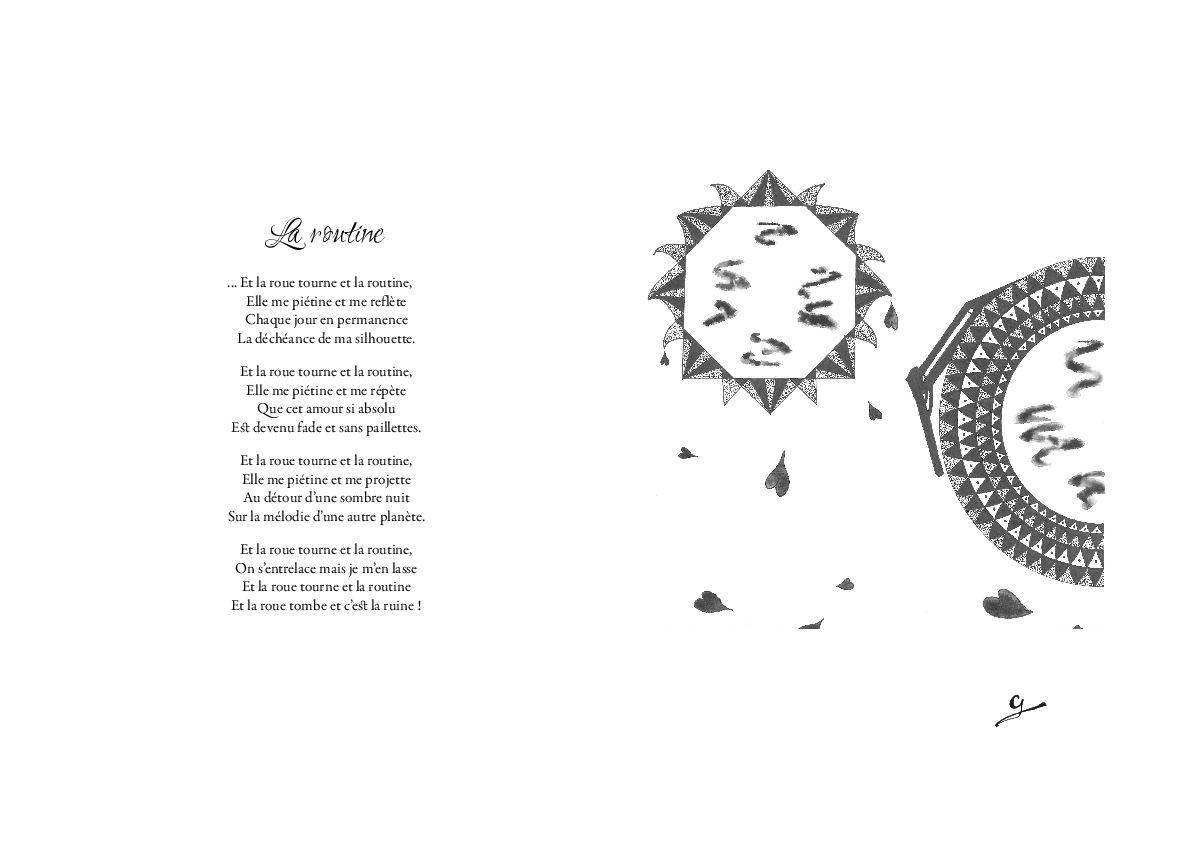 La routine
... Et la roue tourne et la routine,
Elle me piétine et me reflète
Chaque jour en permanence
La déchéance de ma silhouette.
Et la roue tourne et la routine,
Elle me piétine et me répète
Que cet amour si absolu
Est devenu fade et sans paillettes.
Et la roue tourne et la routine,
Elle me piétine et me projette
Au détour d'une sombre nuit
Sur la mélodie d'une autre planète.
Et la roue tourne et la routine,
On s'entrelace mais je m'en lasse
Et la roue tourne et la routine
Et la roue tombe et c'est la ruine !